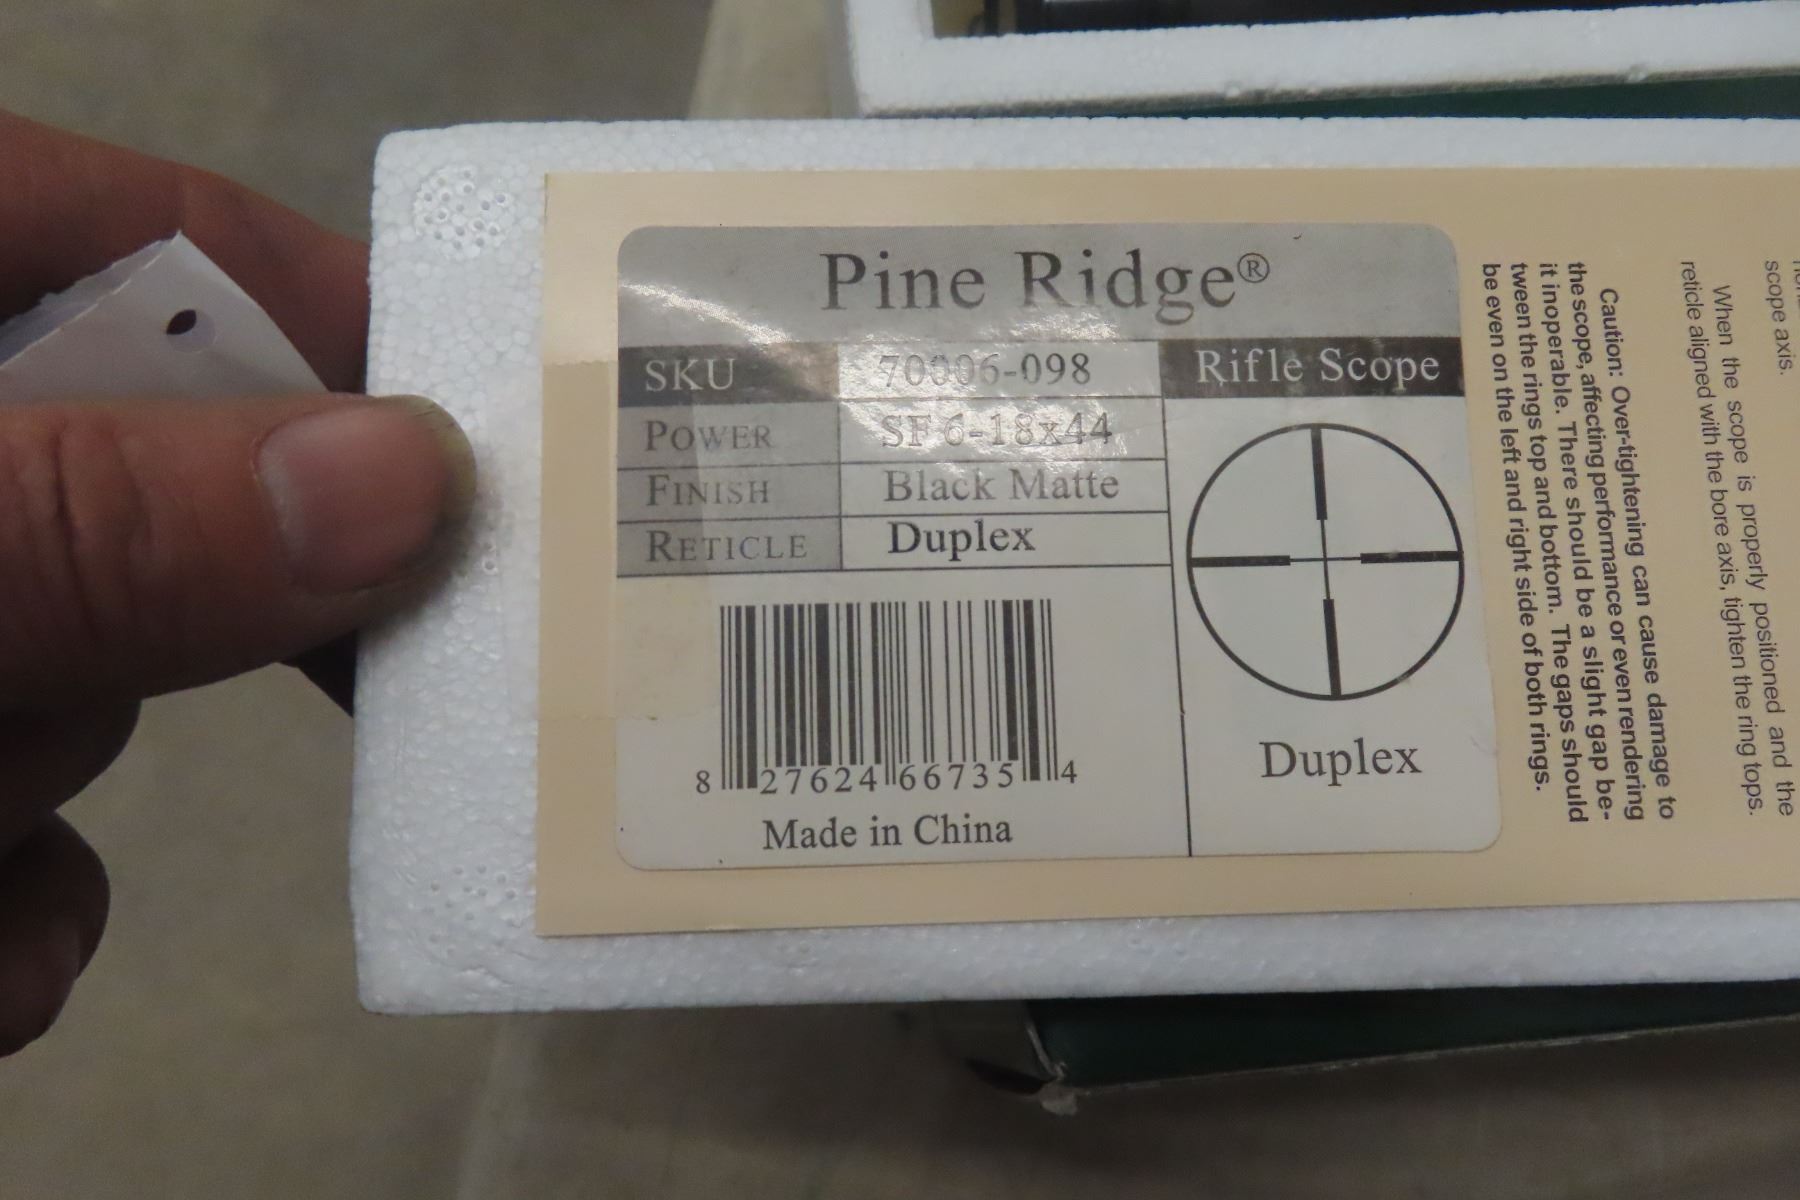 Pine Ridge®
SKU 70006-098 Rifle Scope
POWER SF 6-18x44
FINISH Black Matte
RETICLE Duplex
Duplex
8 27624 66735 4
Made in China
Caution: Over-tightening can cause damage to
the scope, affecting performance or even rendering
it inoperable. There should be a slight gap be-
tween the rings top and bottom. The gaps should
be even on the left and right side of both rings.
scope axis.
When the scope is properly positioned and the
reticle aligned with the bore axis, tighten the ring tops.